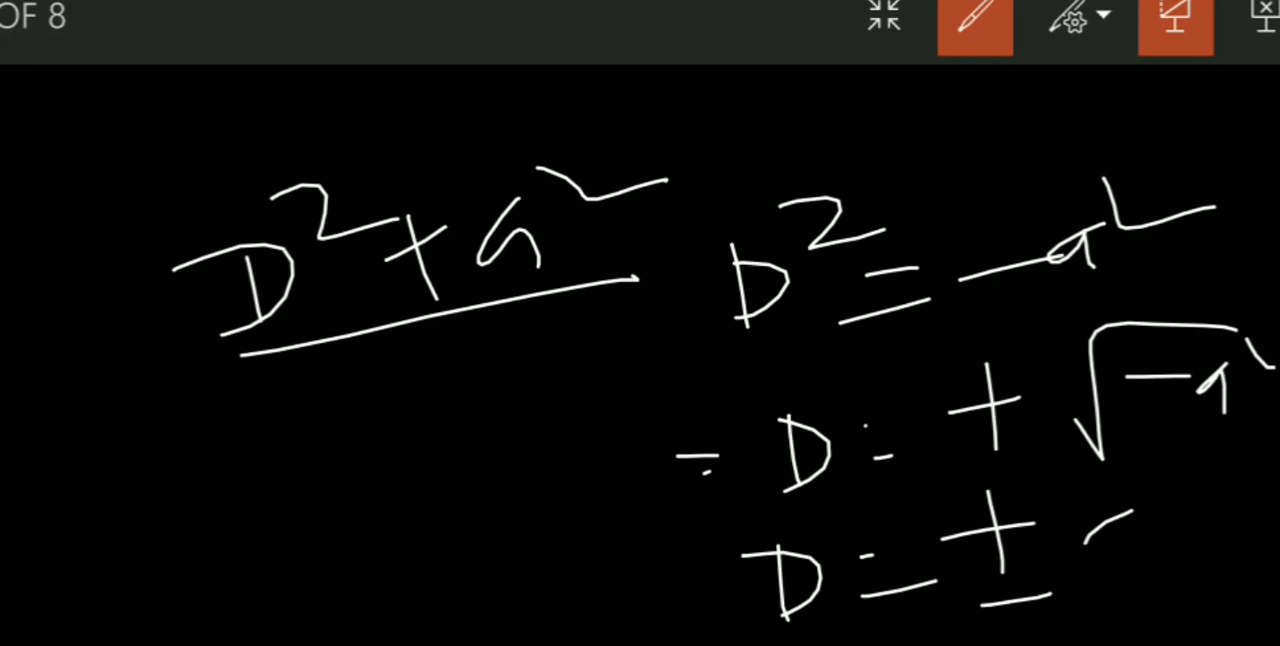 OF 8
D² + a² D² = -a²
= D = + √-a²
D = ±